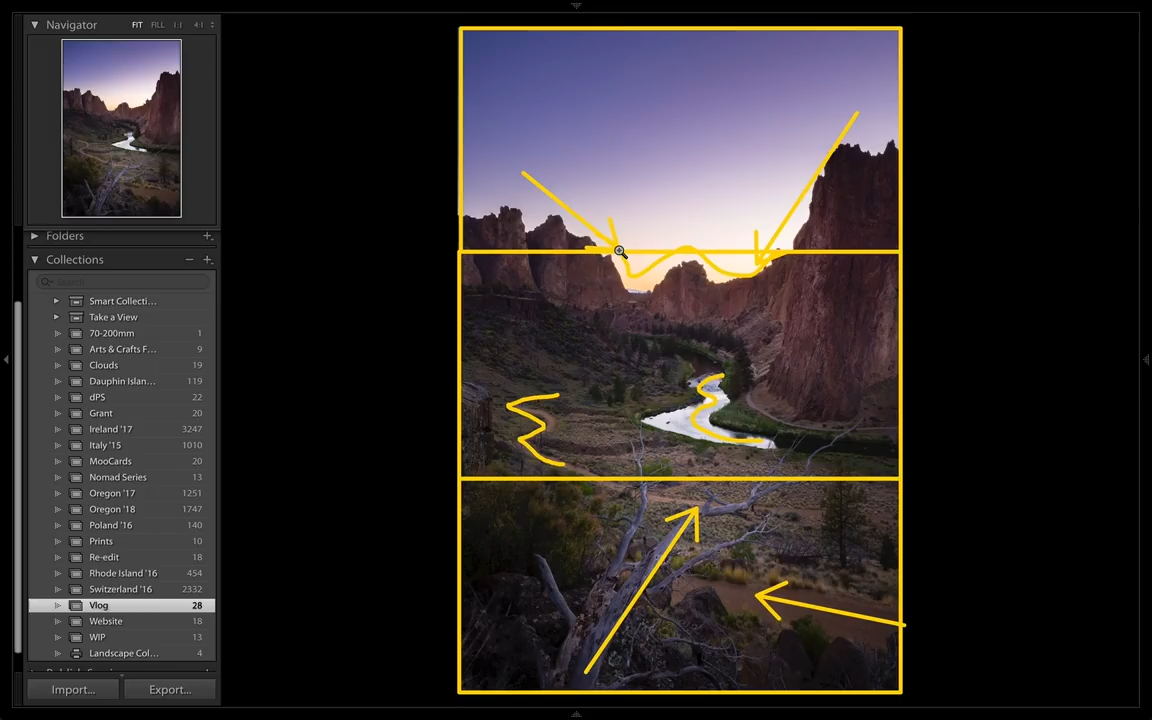 Navigator FIT FILL 1:1 4:1
Folders
Collections
Search
Smart Collecti...
Take a View
70-200mm 1
Arts & Crafts F... 9
Clouds 19
Dauphin Islan... 119
dPS 22
Grant 20
Ireland '17 3247
Italy '15 1010
MooCards 20
Nomad Series 13
Oregon '17 1251
Oregon '18 1747
Poland '16 140
Prints 10
Re-edit 18
Rhode Island '16 454
Switzerland '16 2332
Vlog 28
Website 18
WIP 13
Landscape Col... 4
Import... Export...